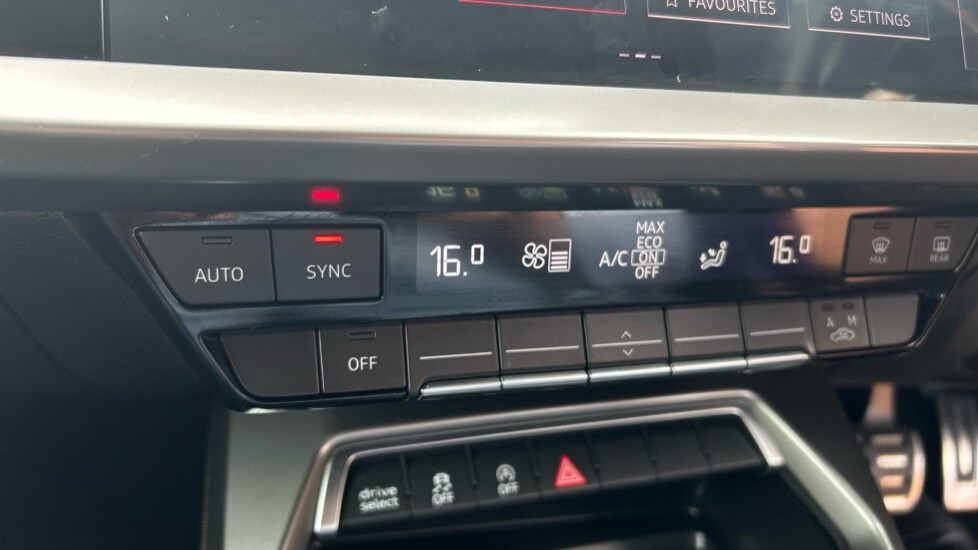 FAVOURITES
SETTINGS
AUTO
SYNC
16.0
A/C
MAX
ECO
ON
OFF
16.0
MAX
REAR
OFF
A M
drive
select
OFF
OFF